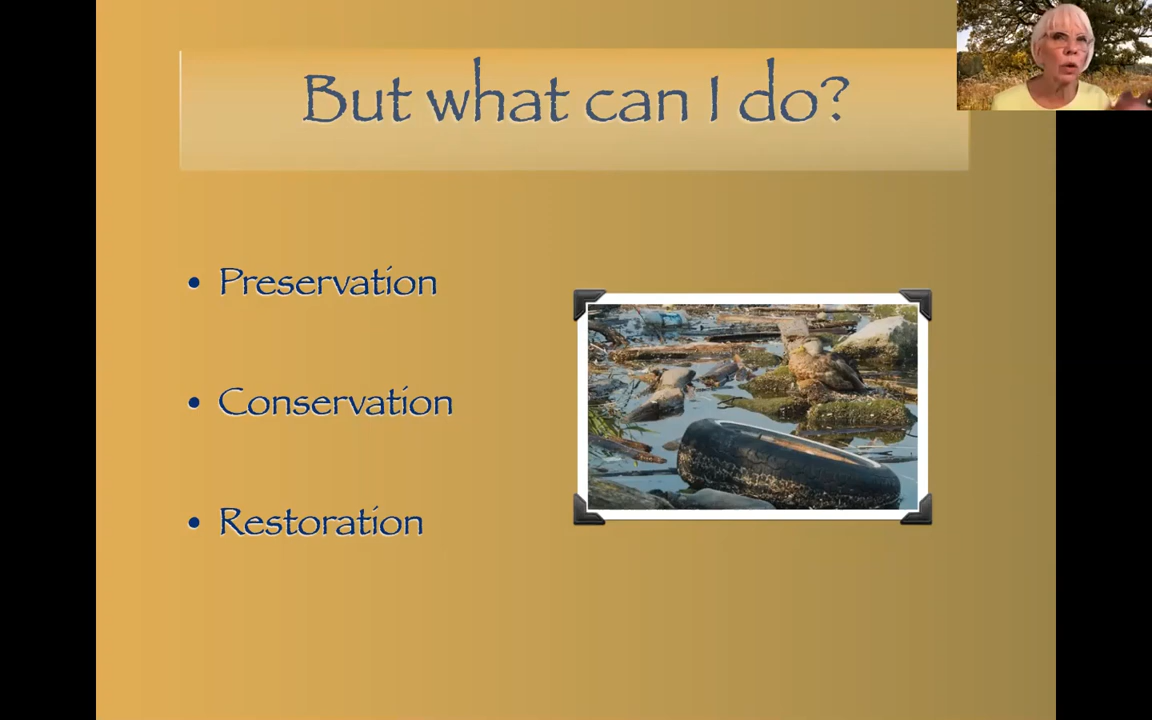 But what can I do?
• Preservation
• Conservation
• Restoration